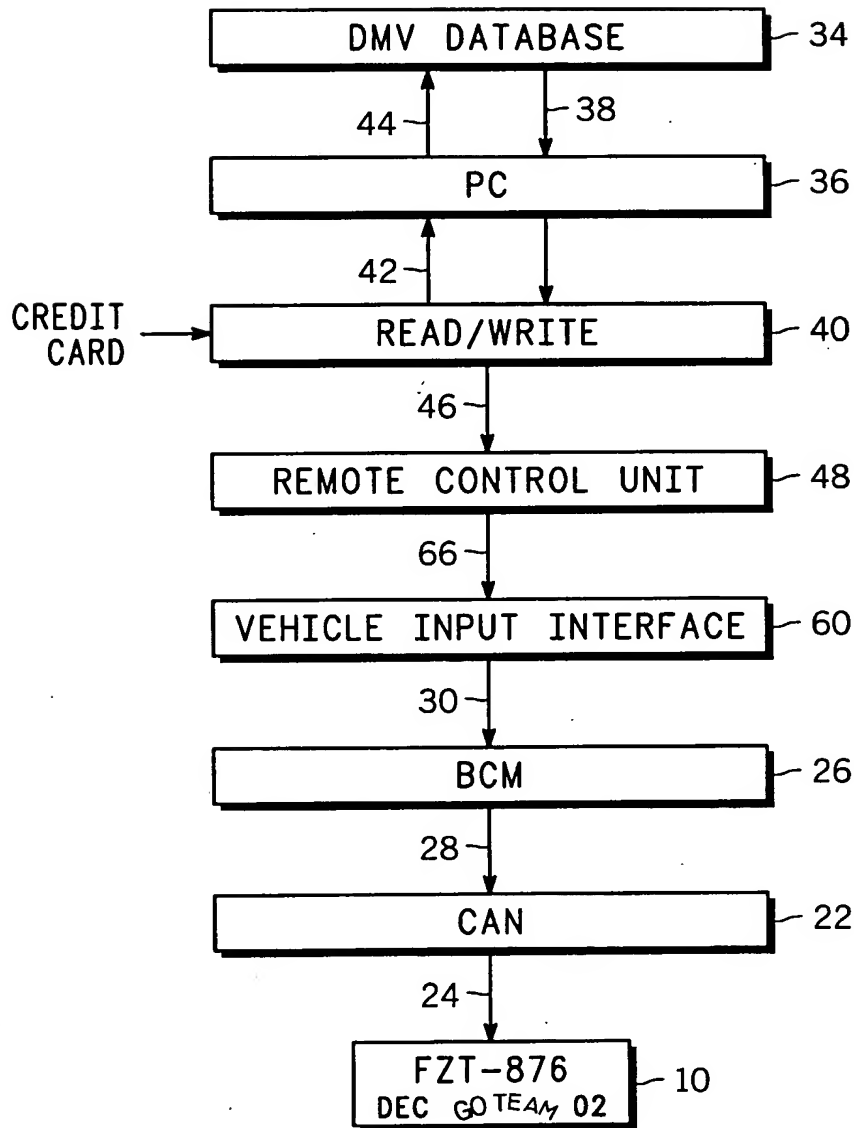 DMV DATABASE 34
44 38
PC 36
42
CREDIT CARD
READ/WRITE 40
46
REMOTE CONTROL UNIT 48
66
VEHICLE INPUT INTERFACE 60
30
BCM 26
28
CAN 22
24
FZT-876 10
DEC GO TEAM 02